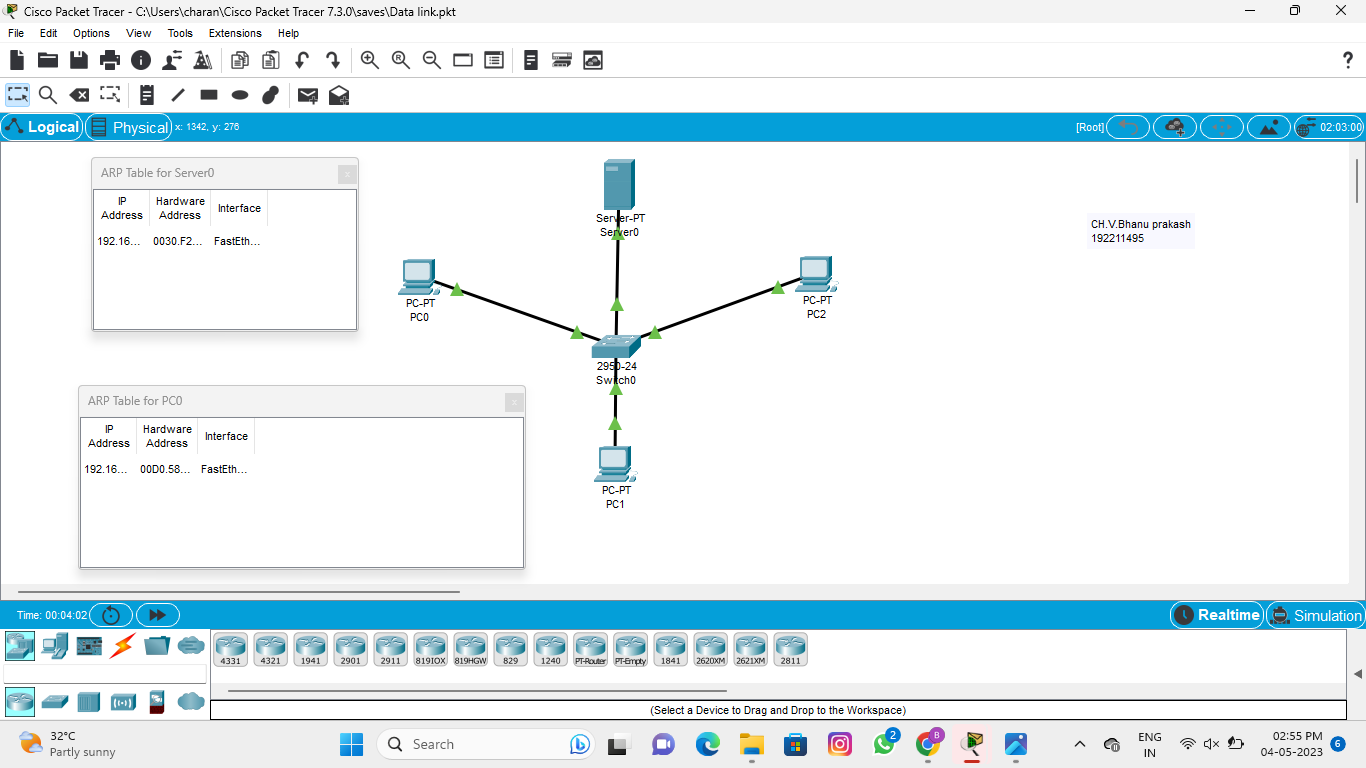 Cisco Packet Tracer - C:\Users\charan\Cisco Packet Tracer 7.3.0\saves\Data link.pkt
File Edit Options View Tools Extensions Help
Logical Physical x: 1342, y: 276 [Root] 02:03:00
ARP Table for Server0
IP Address Hardware Address Interface
192.16... 0030.F2... FastEth...
Server-PT
Server0
CH.V.Bhanu prakash
192211495
PC-PT
PC0
PC-PT
PC2
2950-24
Switch0
ARP Table for PC0
IP Address Hardware Address Interface
192.16... 00D0.58... FastEth...
PC-PT
PC1
Time: 00:04:02 Realtime Simulation
4331 4321 1941 2901 2911 819IOX 819HGW 829 1240 PT-Router PT-Empty 1841 2620XM 2621XM 2811
(Select a Device to Drag and Drop to the Workspace)
32°C
Partly sunny
Search
2
B
ENG
IN
02:55 PM
04-05-2023
6